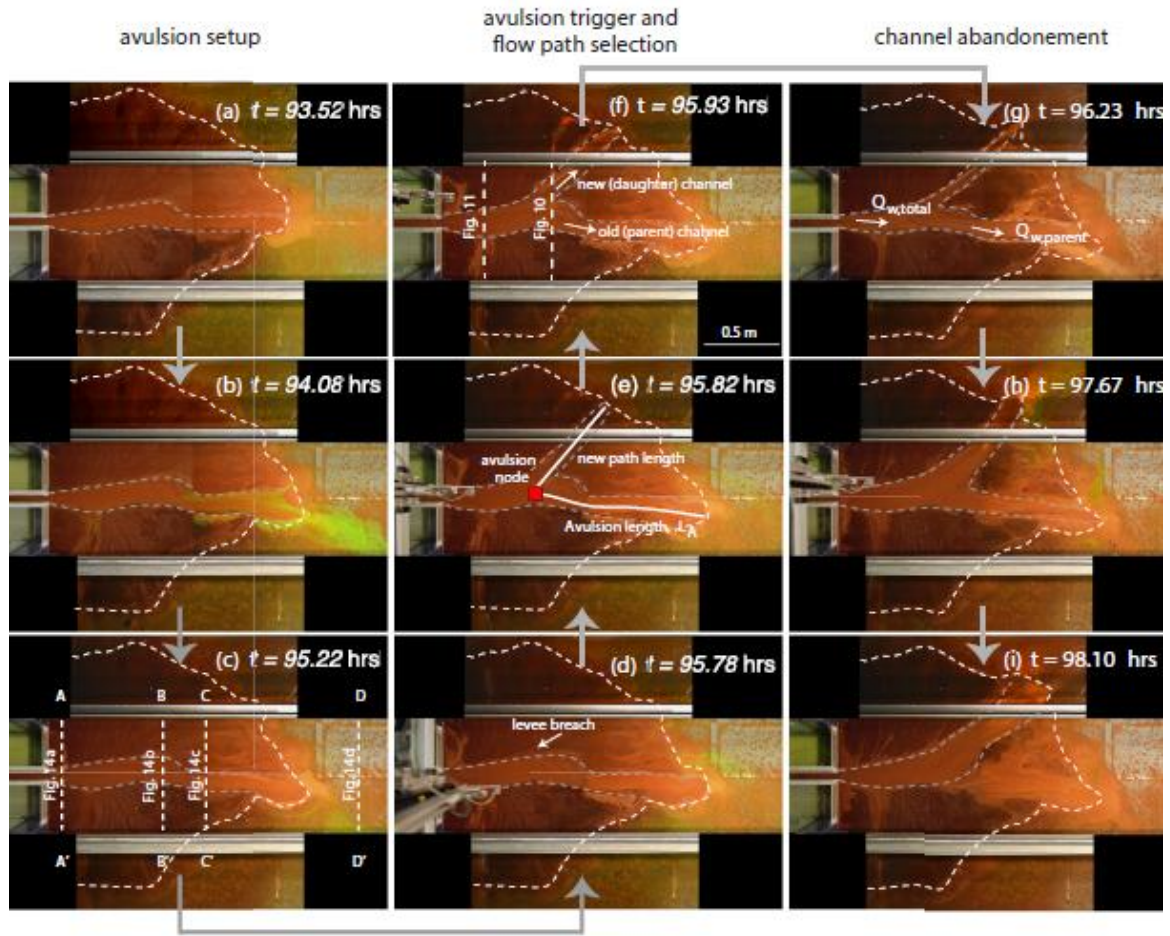 avulsion setup
avulsion trigger and
flow path selection
channel abandonement
(a) t = 93.52 hrs
(f) t = 95.93 hrs
new (daughter) channel
old (parent) channel
Fig. 11
Fig. 10
0.5 m
(g) t = 96.23 hrs
Qw,total
Qw,parent
(b) t = 94.08 hrs
(e) t = 95.82 hrs
avulsion
node
new path length
Avulsion length, LA
(h) t = 97.67 hrs
(c) t = 95.22 hrs
A
B
C
D
Fig.14a
Fig.14b
Fig.14c
Fig.14d
A'
B'
C'
D'
(d) t = 95.78 hrs
levee breach
(i) t = 98.10 hrs